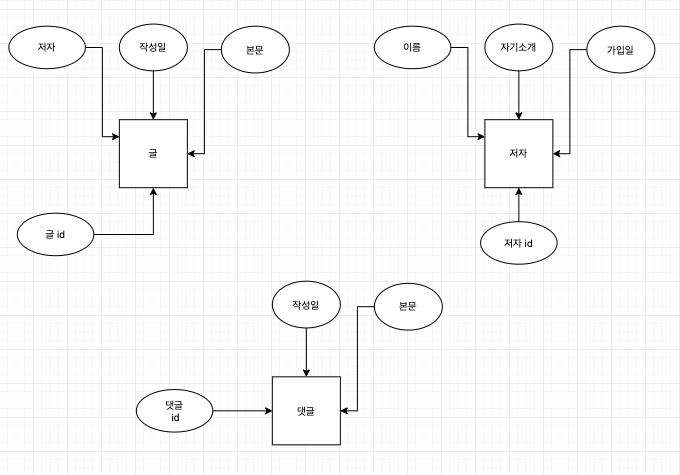 저자
작성일
본문
글
글 id
이름
자기소개
가입일
저자
저자 id
작성일
본문
댓글
id
댓글